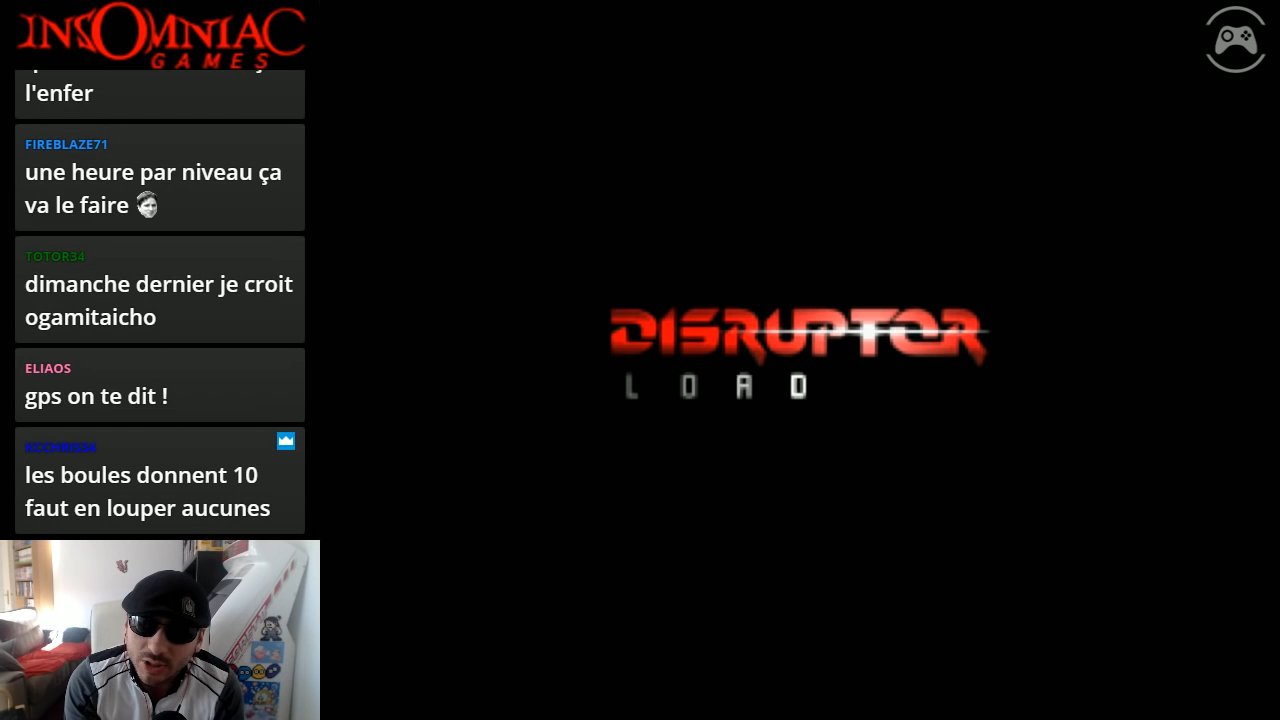 INSOMNIAC
GAMES
l'enfer
FIREBLAZE71
une heure par niveau ça
va le faire
TOTOR34
dimanche dernier je croit
ogamitaicho
ELIAOS
gps on te dit !
les boules donnent 10
faut en louper aucunes
DISRUPTOR
LOAD